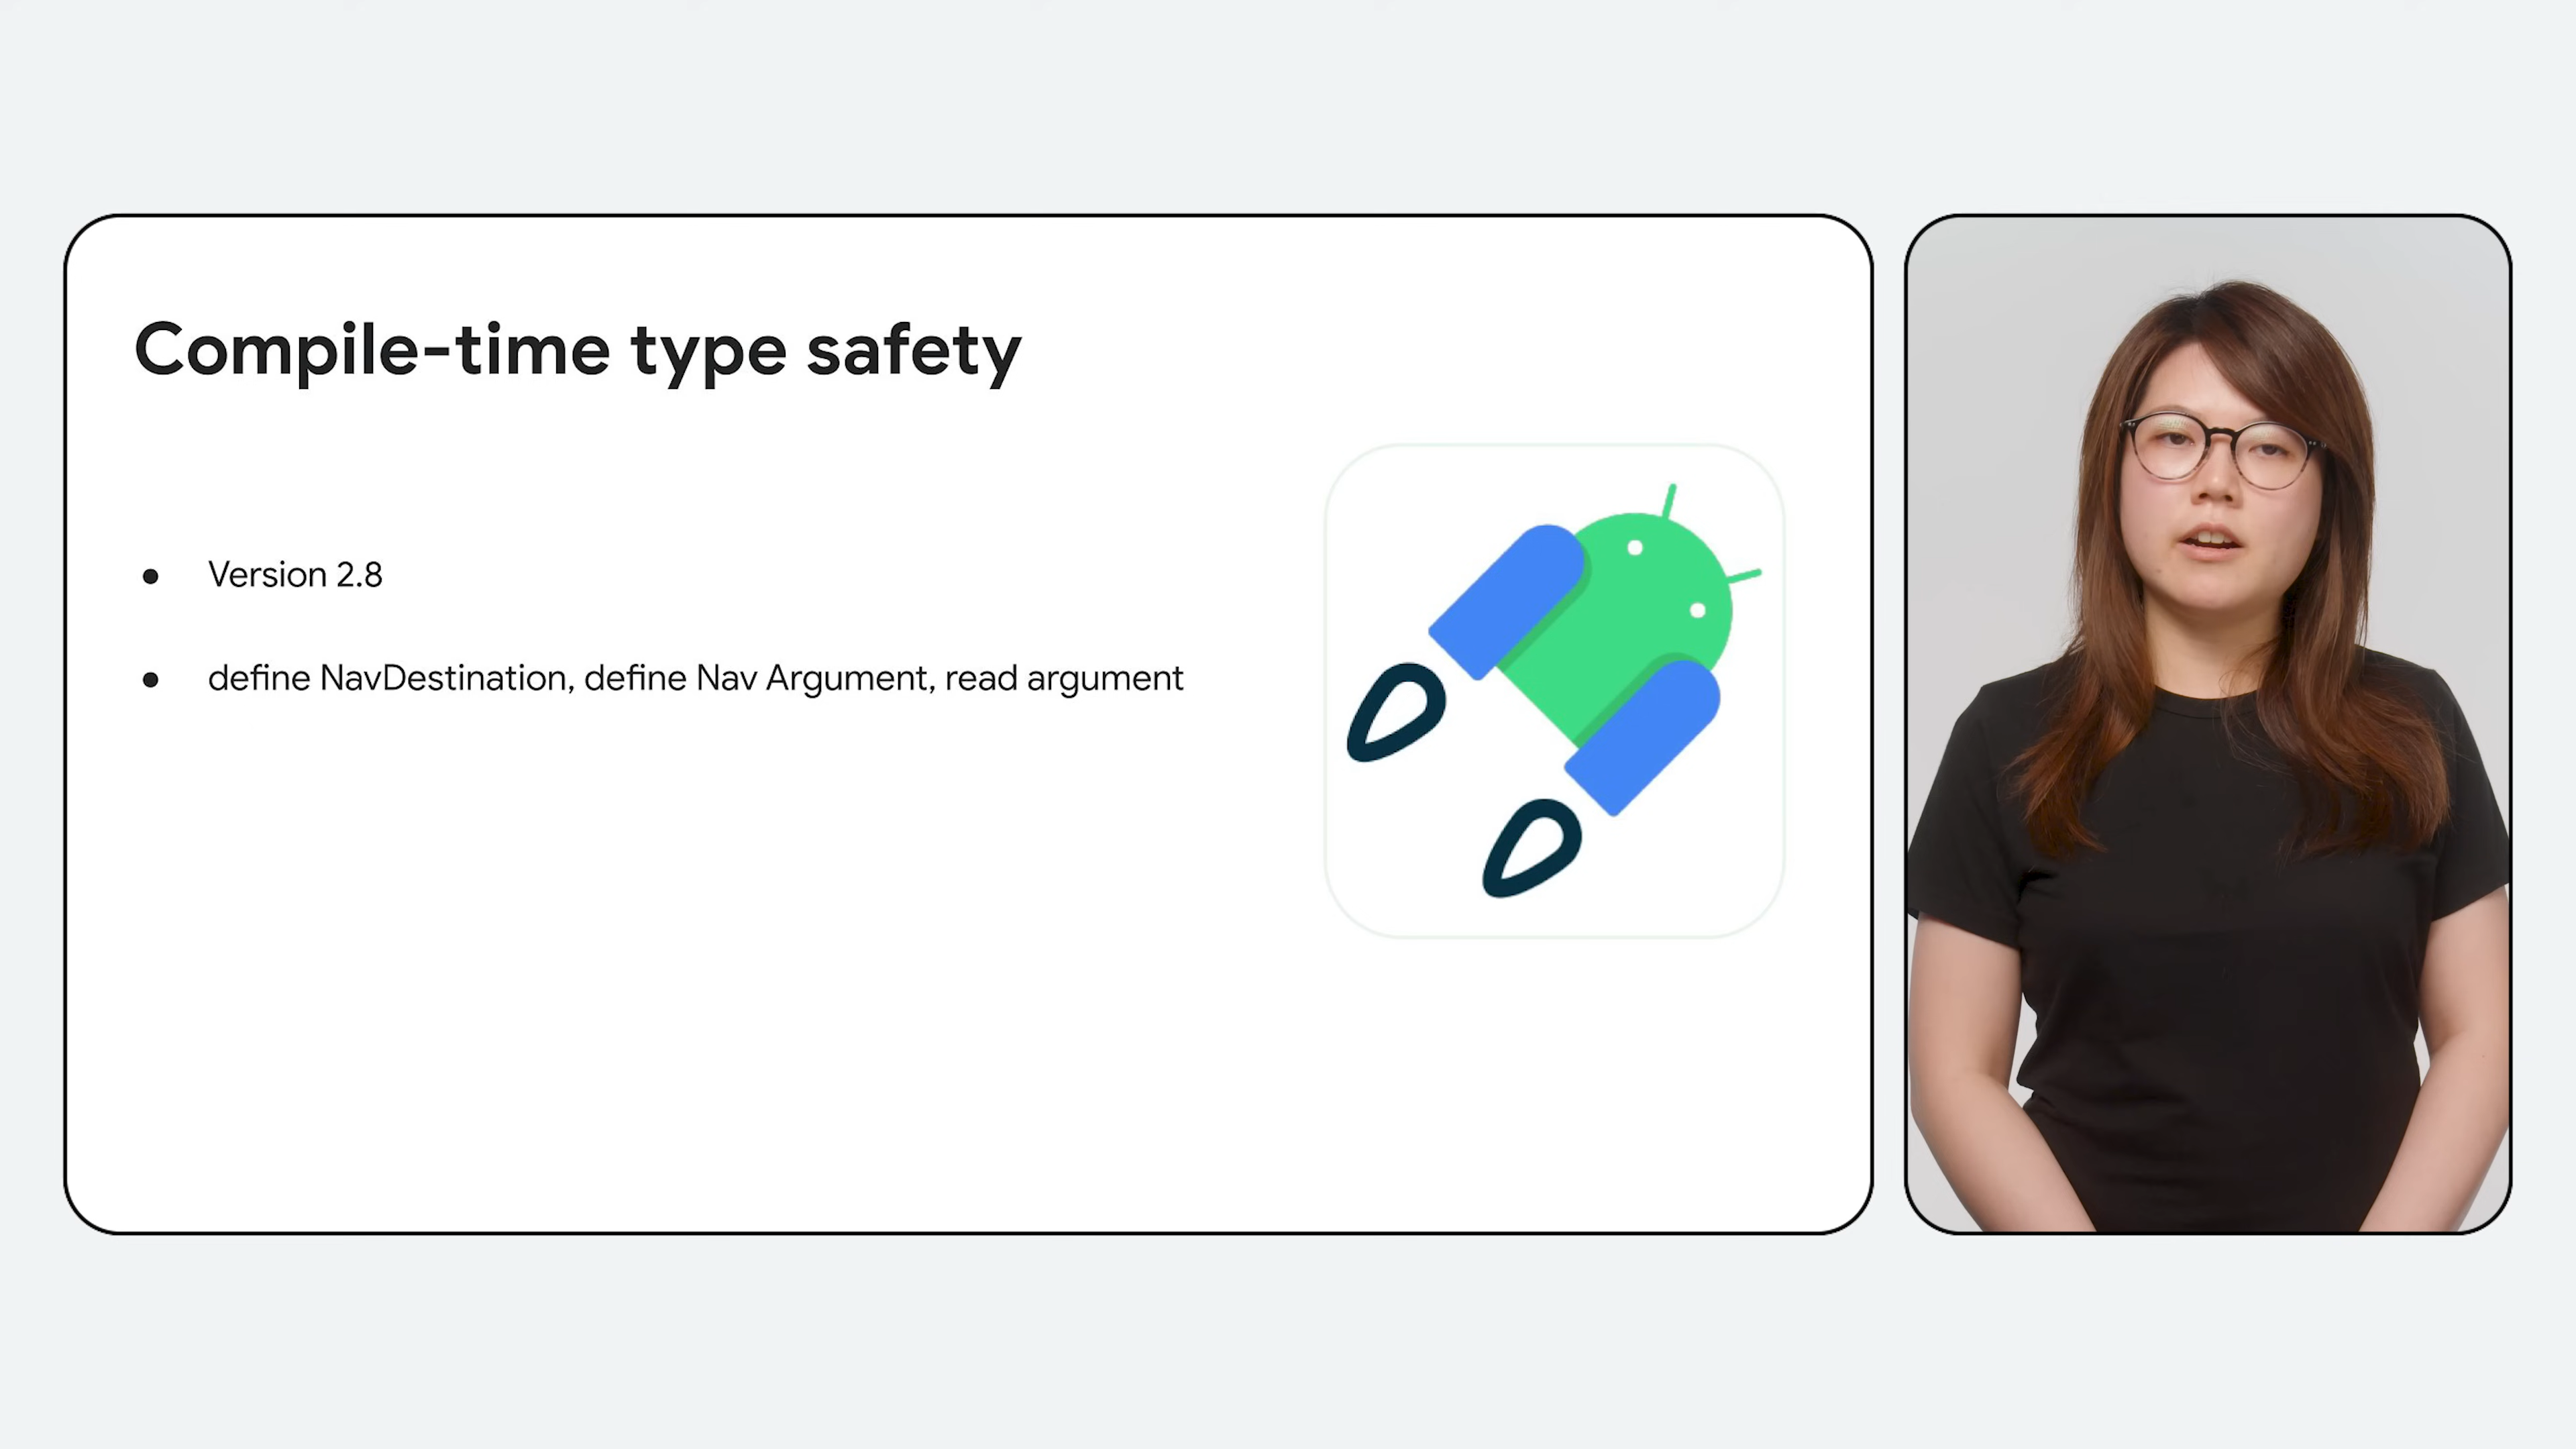 Compile-time type safety
● Version 2.8
● define NavDestination, define Nav Argument, read argument